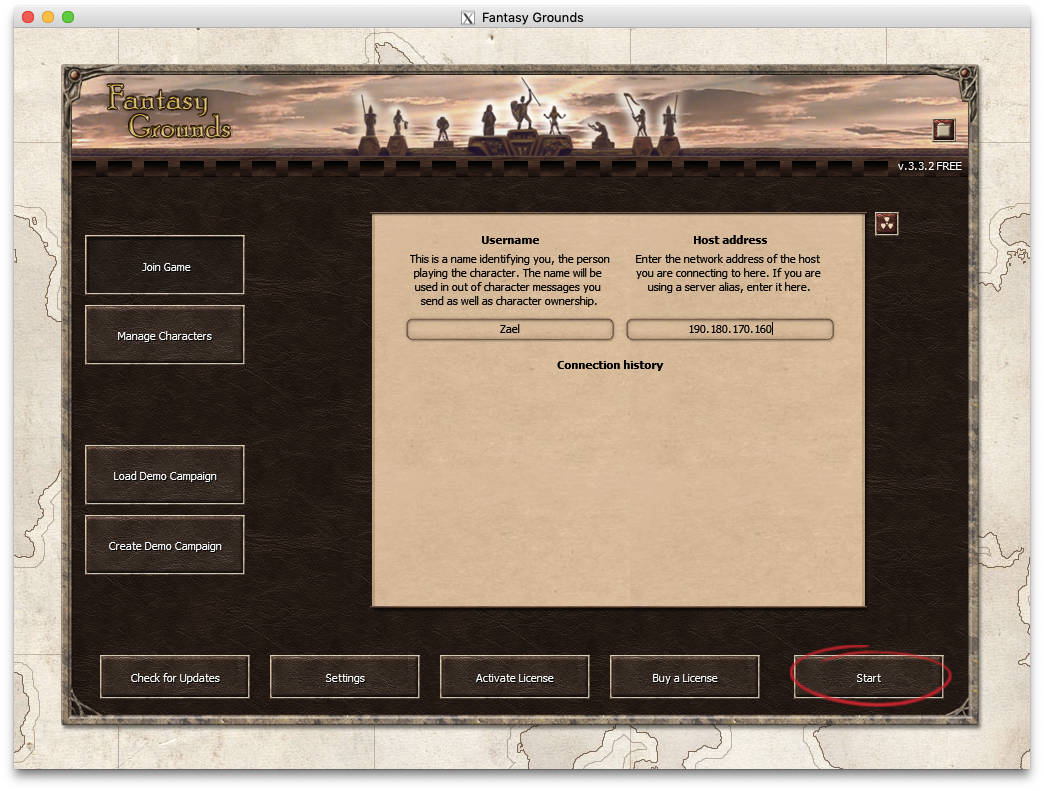 Fantasy Grounds
Fantasy
Grounds
v.3.3.2 FREE
Username
This is a name identifying you, the person
playing the character. The name will be
used in out of character messages you
send as well as character ownership.
Zael
Host address
Enter the network address of the host
you are connecting to here. If you are
using a server alias, enter it here.
190.180.170.160
Connection history
Join Game
Manage Characters
Load Demo Campaign
Create Demo Campaign
Check for Updates
Settings
Activate License
Buy a License
Start